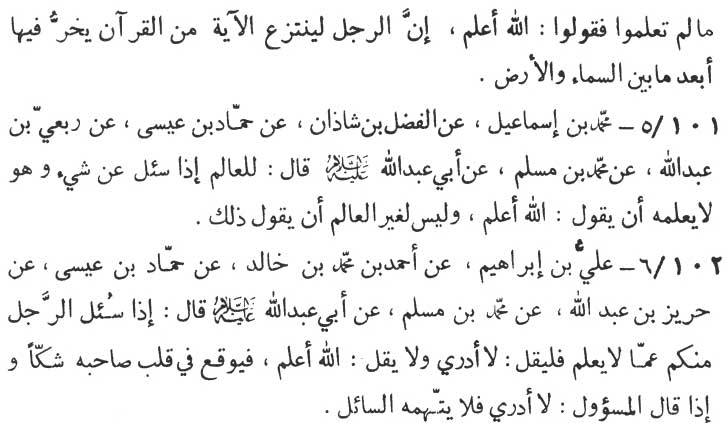 مالم تعلموا فقولوا : الله أعلم ، إنَّ الرجل لينتزع الآية من القرآن يخرُّ فيها
أبعد مابين السماء والأرض .
١٠١/٥ ــ محمّدبن إسماعيل ، عن الفضل بن شاذان ، عن حمّادبن عيسى ، عن ربعيّ بن
عبدالله ، عن محمّدبن مسلم ، عن أبي عبدالله عليه السلام قال : للعالم إذا سئل عن شيء و هو
لايعلمه أن يقول : الله أعلم ، وليس لغير العالم أن يقول ذلك .
١٠٢/٦ ــ عليُّ بن إبراهيم ، عن أحمدبن محمّد بن خالد ، عن حمّاد بن عيسى ، عن
حريز بن عبد الله ، عن محمّد بن مسلم ، عن أبي عبدالله عليه السلام قال : إذا سُئل الرَّجل
منكم عمّا لايعلم فليقل : لا أدري ولا يقل : الله أعلم ، فيوقع في قلب صاحبه شكّاً و
إذا قال المسؤول : لا أدري فلا يتّهمه السائل .